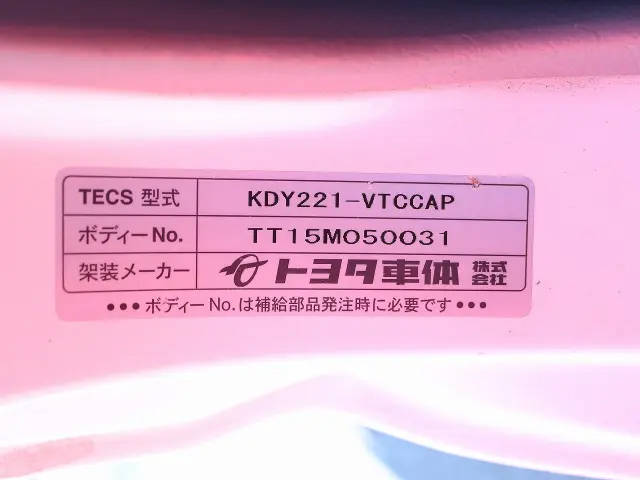 TECS 型式 KDY221-VTCCAP
ボディーNo. TT15M050031
架装メーカー トヨタ車体 株式会社
●●●ボディーNo.は補給部品発注時に必要です●●●